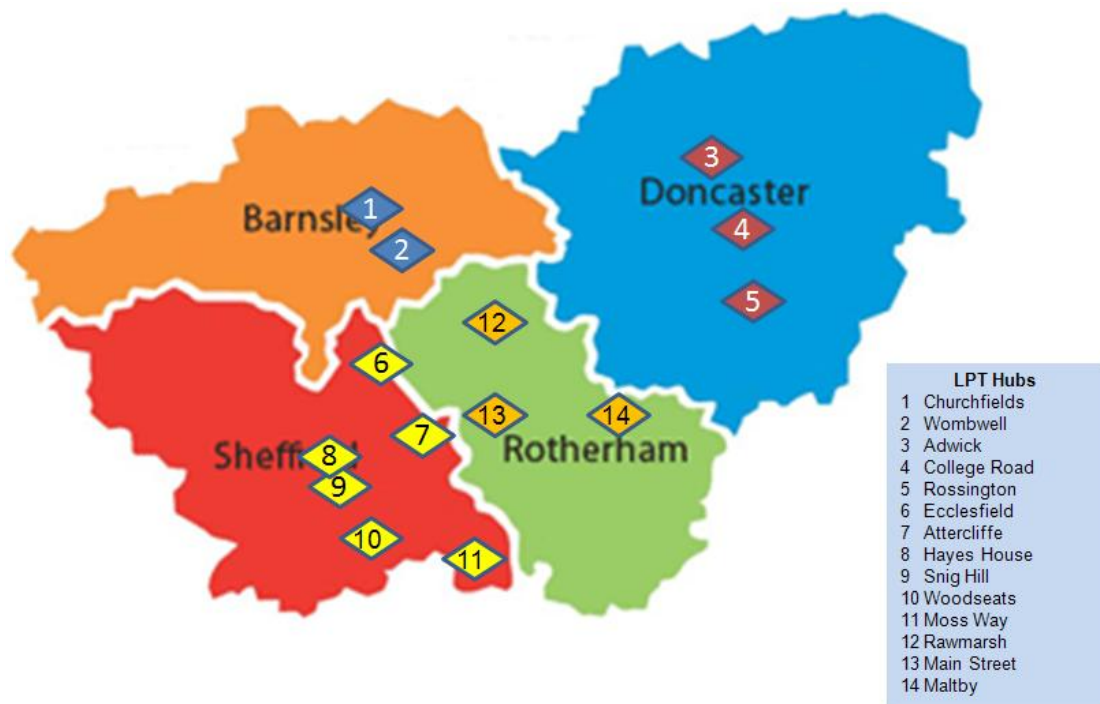 3
Doncaster
1
Barnsley
4
2
5
12
6
13
14
7
Sheffield
8
Rotherham
9
10
11
LPT Hubs
1 Churchfields
2 Wombwell
3 Adwick
4 College Road
5 Rossington
6 Ecclesfield
7 Attercliffe
8 Hayes House
9 Snig Hill
10 Woodseats
11 Moss Way
12 Rawmarsh
13 Main Street
14 Maltby